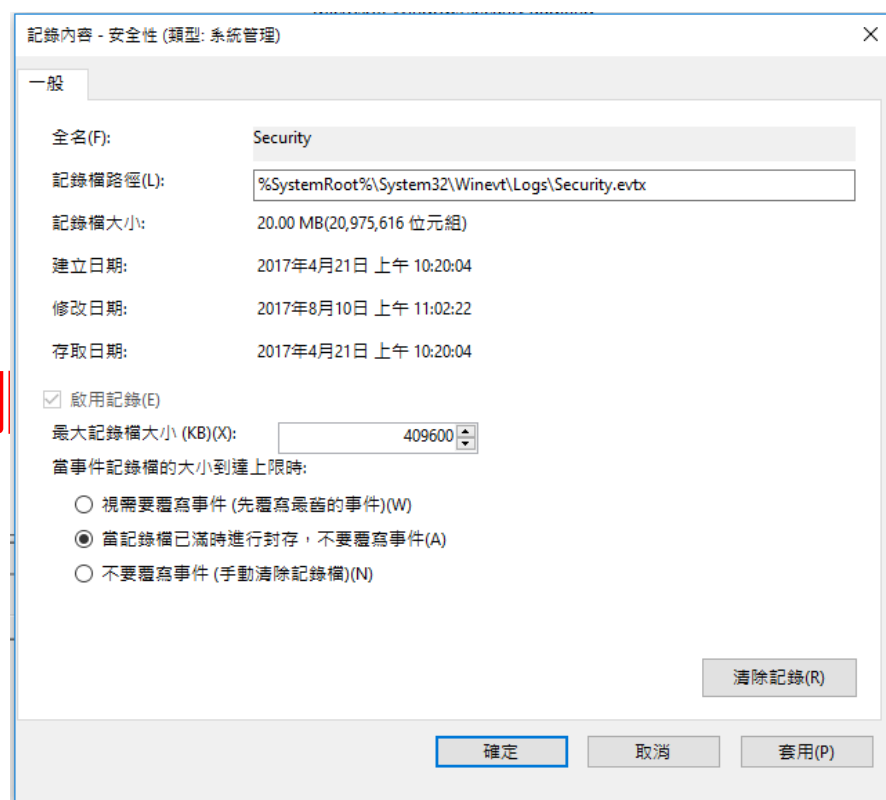 記錄內容 - 安全性 (類型: 系統管理)
一般
全名(F): Security
記錄檔路徑(L): %SystemRoot%\System32\Winevt\Logs\Security.evtx
記錄檔大小: 20.00 MB(20,975,616 位元組)
建立日期: 2017年4月21日 上午 10:20:04
修改日期: 2017年8月10日 上午 11:02:22
存取日期: 2017年4月21日 上午 10:20:04
啟用記錄(E)
最大記錄檔大小 (KB)(X): 409600
當事件記錄檔的大小到達上限時:
視需要覆寫事件 (先覆寫最舊的事件)(W)
當記錄檔已滿時進行封存，不要覆寫事件(A)
不要覆寫事件 (手動清除記錄檔)(N)
清除記錄(R)
確定 取消 套用(P)